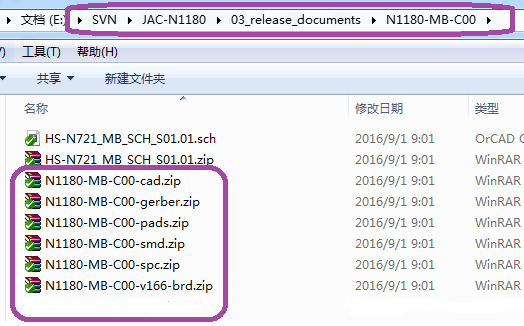 文档 (E:) SVN JAC-N1180 03_release_documents N1180-MB-C00
/) 工具(T) 帮助(H)
共享 新建文件夹
名称 修改日期 类型
HS-N721_MB_SCH_S01.01.sch 2016/9/1 9:01 OrCAD C
HS-N721_MB_SCH_S01.01.zip 2016/9/1 9:01 WinRAR
N1180-MB-C00-cad.zip 2016/9/1 9:01 WinRAR
N1180-MB-C00-gerber.zip 2016/9/1 9:01 WinRAR
N1180-MB-C00-pads.zip 2016/9/1 9:01 WinRAR
N1180-MB-C00-smd.zip 2016/9/1 9:01 WinRAR
N1180-MB-C00-spc.zip 2016/9/1 9:01 WinRAR
N1180-MB-C00-v166-brd.zip 2016/9/1 9:01 WinRAR